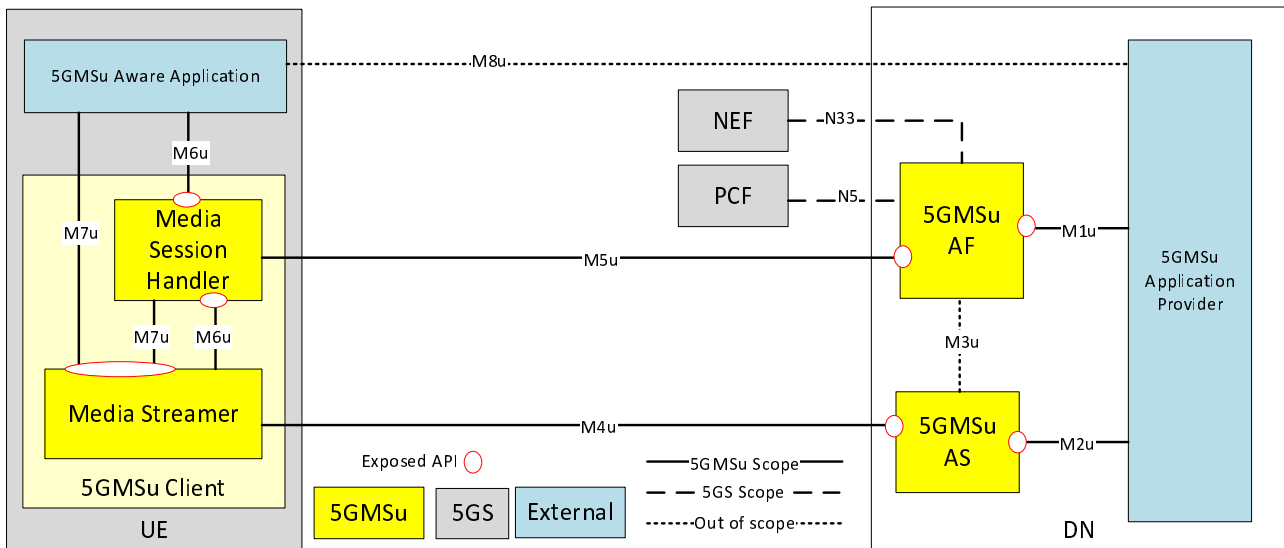 5GMSu Aware Application
M8u
NEF
N33
M6u
PCF
N5
Media
Session
Handler
5GMSu
AF
M7u
M1u
M5u
5GMSu
Application
Provider
M7u
M6u
M3u
Media Streamer
M4u
5GMSu
AS
M2u
Exposed API
5GMSu Scope
5GS Scope
Out of scope
5GMSu Client
5GMSu
5GS
External
UE
DN